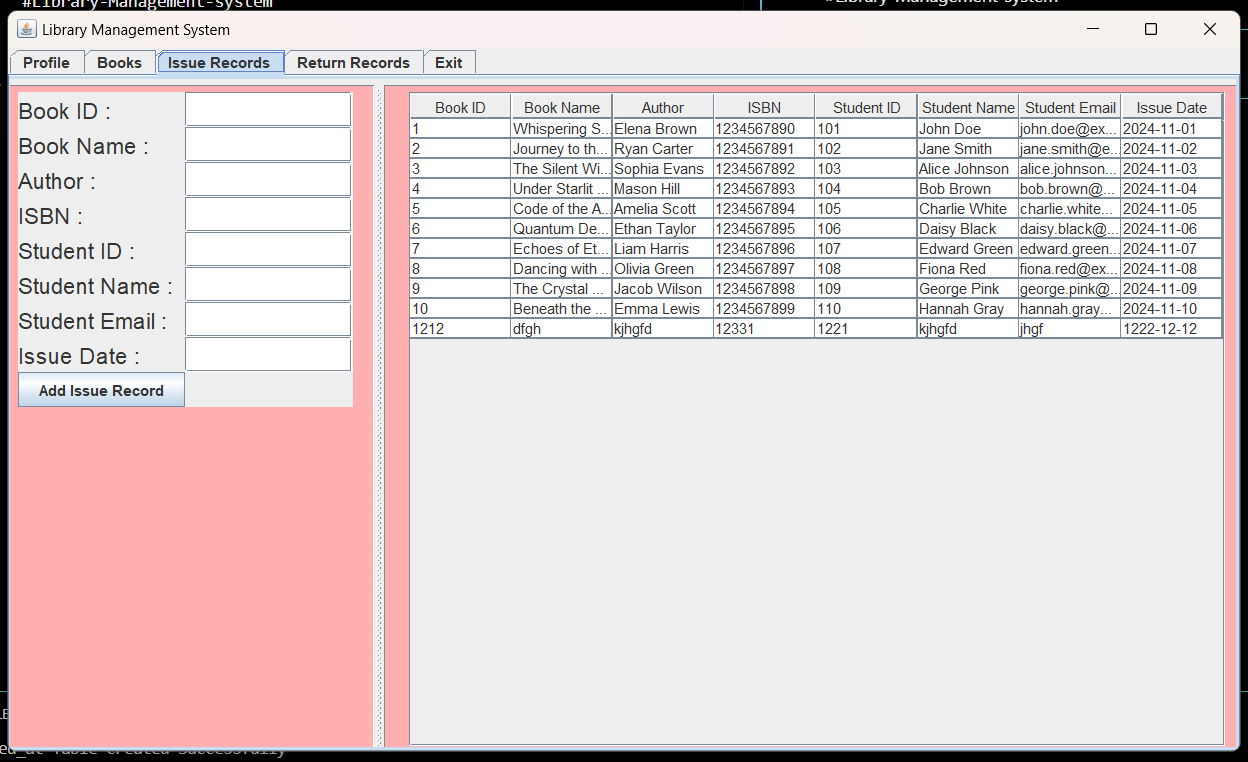 #Library-Management-system
Library Management System
Profile Books Issue Records Return Records Exit
Book ID :
Book Name :
Author :
ISBN :
Student ID :
Student Name :
Student Email :
Issue Date :
Add Issue Record
Book ID Book Name Author ISBN Student ID Student Name Student Email Issue Date
1 Whispering S... Elena Brown 1234567890 101 John Doe john.doe@ex... 2024-11-01
2 Journey to th... Ryan Carter 1234567891 102 Jane Smith jane.smith@e... 2024-11-02
3 The Silent Wi... Sophia Evans 1234567892 103 Alice Johnson alice.johnson... 2024-11-03
4 Under Starlit ... Mason Hill 1234567893 104 Bob Brown bob.brown@... 2024-11-04
5 Code of the A... Amelia Scott 1234567894 105 Charlie White charlie.white... 2024-11-05
6 Quantum De... Ethan Taylor 1234567895 106 Daisy Black daisy.black@... 2024-11-06
7 Echoes of Et... Liam Harris 1234567896 107 Edward Green edward.green... 2024-11-07
8 Dancing with ... Olivia Green 1234567897 108 Fiona Red fiona.red@ex... 2024-11-08
9 The Crystal ... Jacob Wilson 1234567898 109 George Pink george.pink@... 2024-11-09
10 Beneath the ... Emma Lewis 1234567899 110 Hannah Gray hannah.gray... 2024-11-10
1212 dfgh kjhgfd 12331 1221 kjhgfd jhgf 1222-12-12